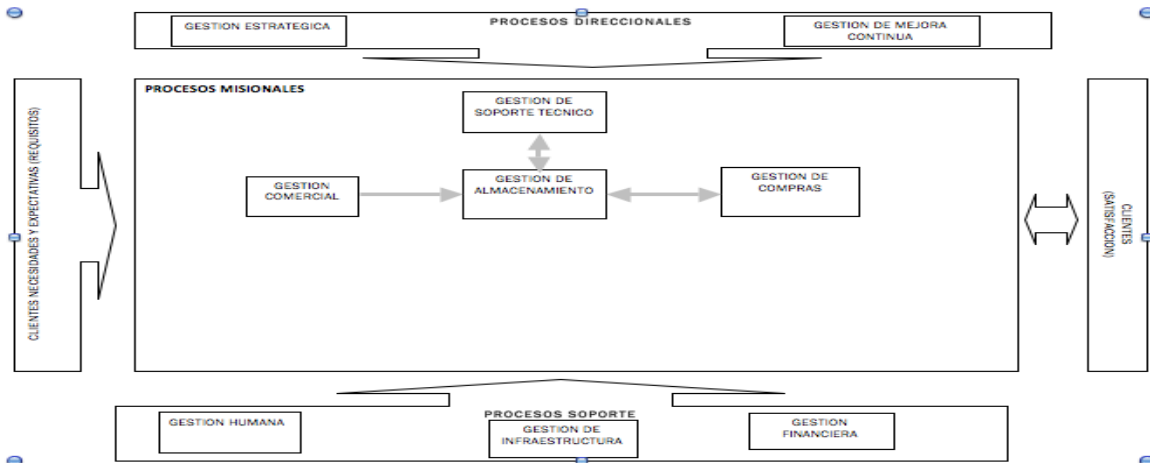 PROCESOS DIRECCIONALES
GESTION ESTRATEGICA
GESTION DE MEJORA
CONTINUA
CLIENTES NECESIDADES Y EXPECTATIVAS (REQUISITOS)
PROCESOS MISIONALES
GESTION DE
SOPORTE TECNICO
GESTION
COMERCIAL
GESTION DE
ALMACENAMIENTO
GESTION DE
COMPRAS
CLIENTES
(SATISFACCION)
PROCESOS SOPORTE
GESTION HUMANA
GESTION DE
INFRAESTRUCTURA
GESTION
FINANCIERA